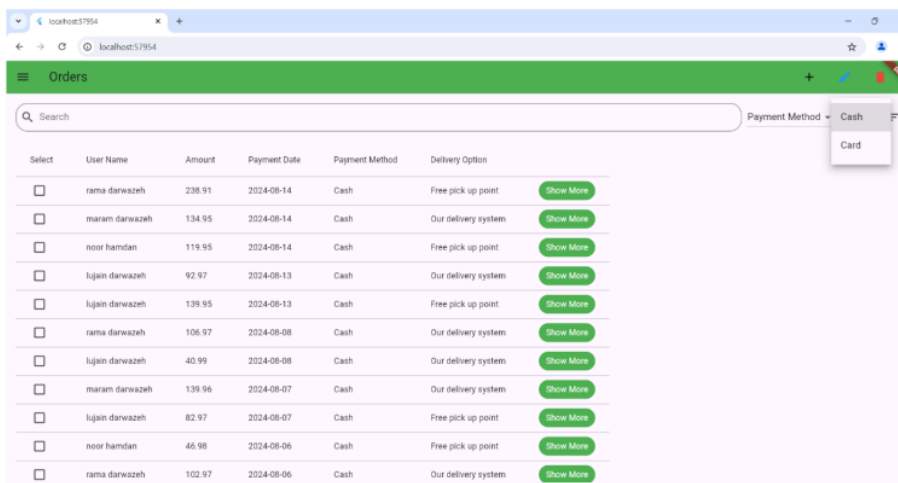 localhost:57954
localhost:57954
Orders
Search
Payment Method
Cash
Card
Select User Name Amount Payment Date Payment Method Delivery Option
rama darwazeh 238.91 2024-08-14 Cash Free pick up point Show More
maram darwazeh 134.95 2024-08-14 Cash Our delivery system Show More
noor hamdan 119.95 2024-08-14 Cash Free pick up point Show More
lujain darwazeh 92.97 2024-08-13 Cash Our delivery system Show More
lujain darwazeh 139.95 2024-08-13 Cash Free pick up point Show More
rama darwazeh 106.97 2024-08-08 Cash Our delivery system Show More
lujain darwazeh 40.99 2024-08-08 Cash Our delivery system Show More
maram darwazeh 139.96 2024-08-07 Cash Our delivery system Show More
lujain darwazeh 82.97 2024-08-07 Cash Free pick up point Show More
noor hamdan 46.98 2024-08-06 Cash Free pick up point Show More
rama darwazeh 102.97 2024-08-06 Cash Our delivery system Show More